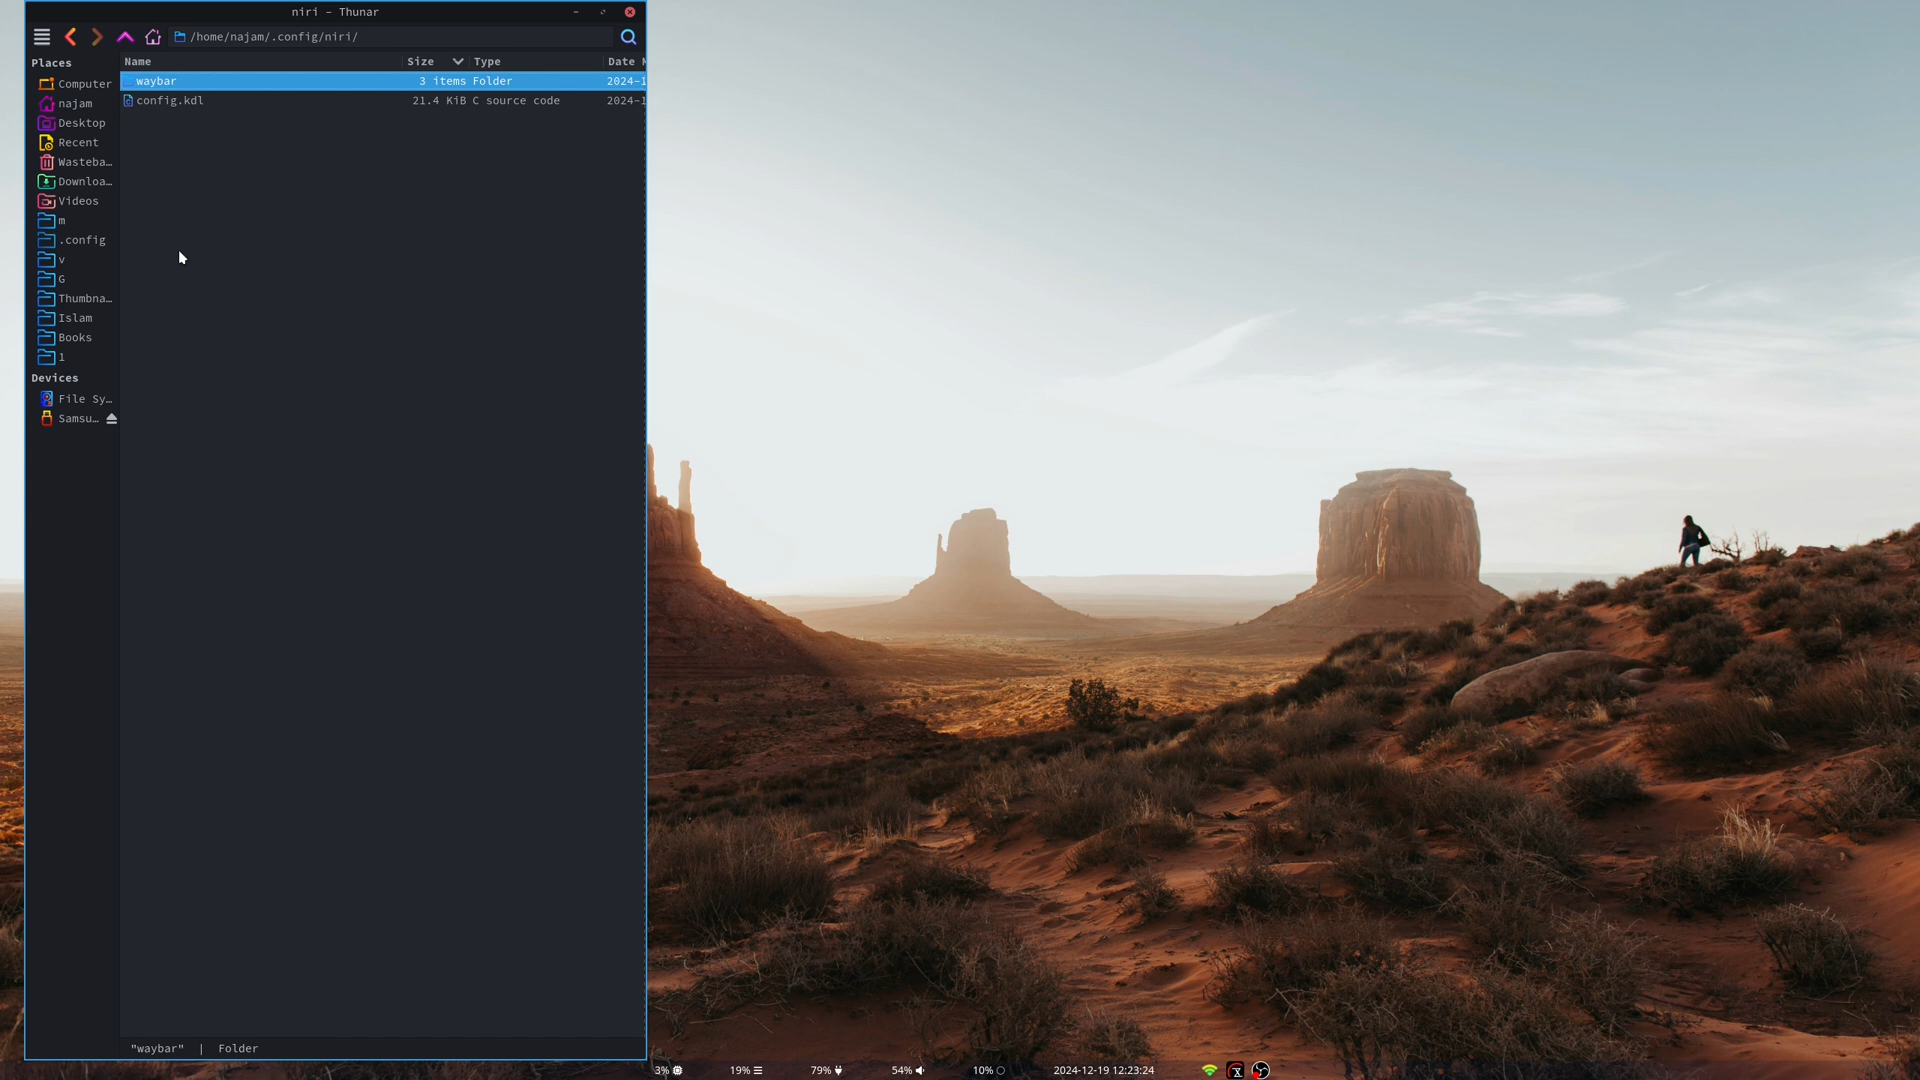 niri - Thunar
/home/najam/.config/niri/
Places
Computer
najam
Desktop
Recent
Wasteba…
Downloa…
Videos
m
.config
v
G
Thumbna…
Islam
Books
1
Devices
File Sy…
Samsu…
Name Size Type Date
waybar 3 items Folder 2024-1
config.kdl 21.4 KiB C source code 2024-1
"waybar" | Folder
3% 19% 79% 54% 10% 2024-12-19 12:23:24